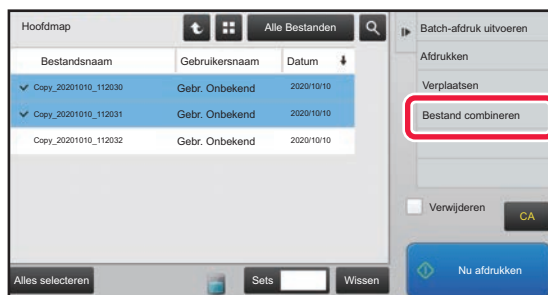 Hoofdmap
Alle Bestanden
Bestandsnaam Gebruikersnaam Datum
Copy_20201010_112030 Gebr. Onbekend 2020/10/10
Copy_20201010_112031 Gebr. Onbekend 2020/10/10
Copy_20201010_112032 Gebr. Onbekend 2020/10/10
Alles selecteren
Sets
Wissen
Batch-afdruk uitvoeren
Afdrukken
Verplaatsen
Bestand combineren
Verwijderen
CA
Nu afdrukken